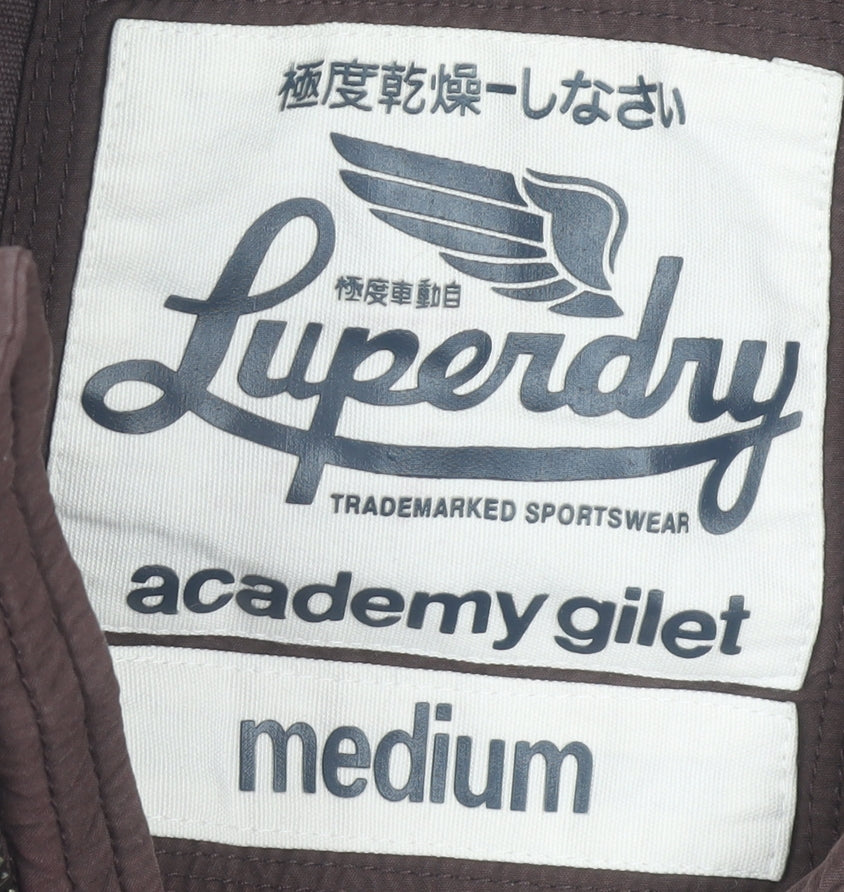 極度乾燥ーしなさい
極度車動自
Superdry
TRADEMARKED SPORTSWEAR
academy gilet
medium